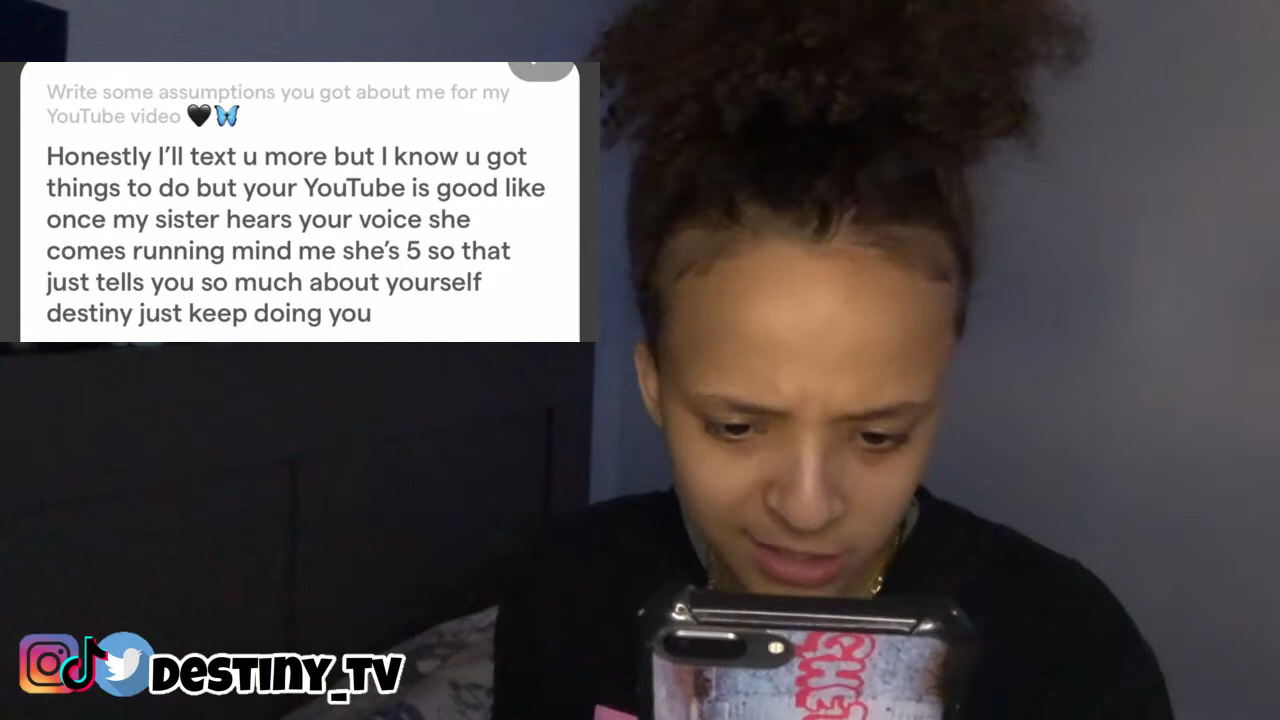 Write some assumptions you got about me for my
YouTube video 🖤🦋
Honestly I’ll text u more but I know u got
things to do but your YouTube is good like
once my sister hears your voice she
comes running mind me she’s 5 so that
just tells you so much about yourself
destiny just keep doing you
DESTINY_TV